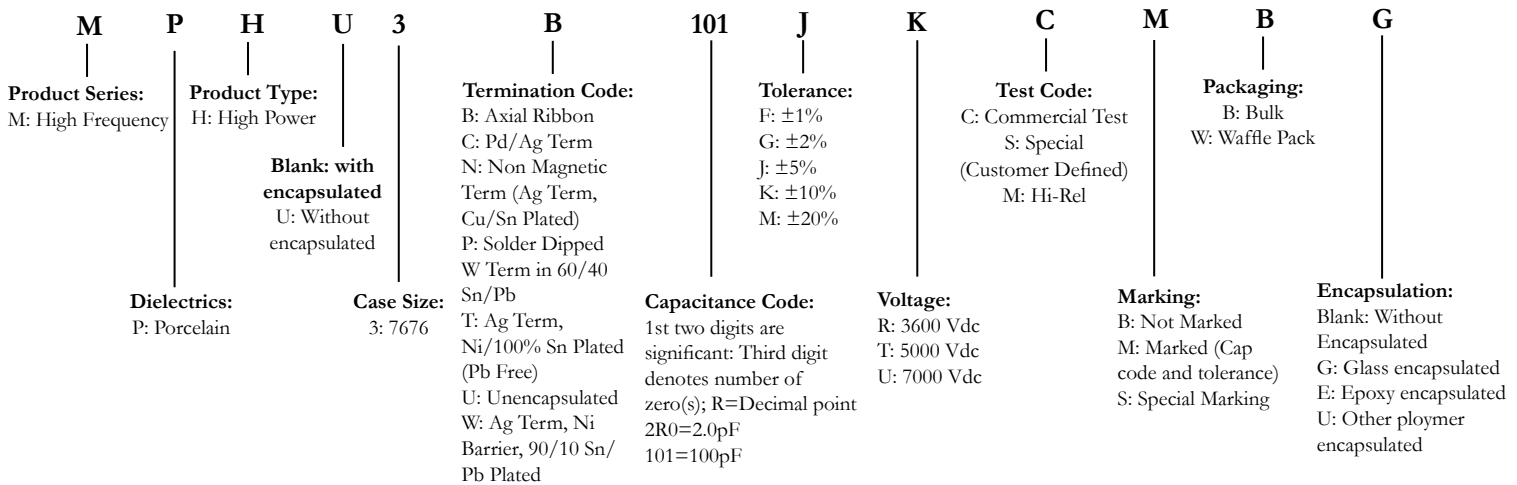 M P H U 3 B 101 J K C M B G
Product Series:
M: High Frequency
Product Type:
H: High Power
Blank: with
encapsulated
U: Without
encapsulated
Dielectrics:
P: Porcelain
Case Size:
3: 7676
Termination Code:
B: Axial Ribbon
C: Pd/Ag Term
N: Non Magnetic
Term (Ag Term,
Cu/Sn Plated)
P: Solder Dipped
W Term in 60/40
Sn/Pb
T: Ag Term,
Ni/100% Sn Plated
(Pb Free)
U: Unencapsulated
W: Ag Term, Ni
Barrier, 90/10 Sn/
Pb Plated
Capacitance Code:
1st two digits are
significant: Third digit
denotes number of
zero(s); R=Decimal point
2R0=2.0pF
101=100pF
Tolerance:
F: ±1%
G: ±2%
J: ±5%
K: ±10%
M: ±20%
Voltage:
R: 3600 Vdc
T: 5000 Vdc
U: 7000 Vdc
Test Code:
C: Commercial Test
S: Special
(Customer Defined)
M: Hi-Rel
Marking:
B: Not Marked
M: Marked (Cap
code and tolerance)
S: Special Marking
Packaging:
B: Bulk
W: Waffle Pack
Encapsulation:
Blank: Without
Encapsulated
G: Glass encapsulated
E: Epoxy encapsulated
U: Other ploymer
encapsulated